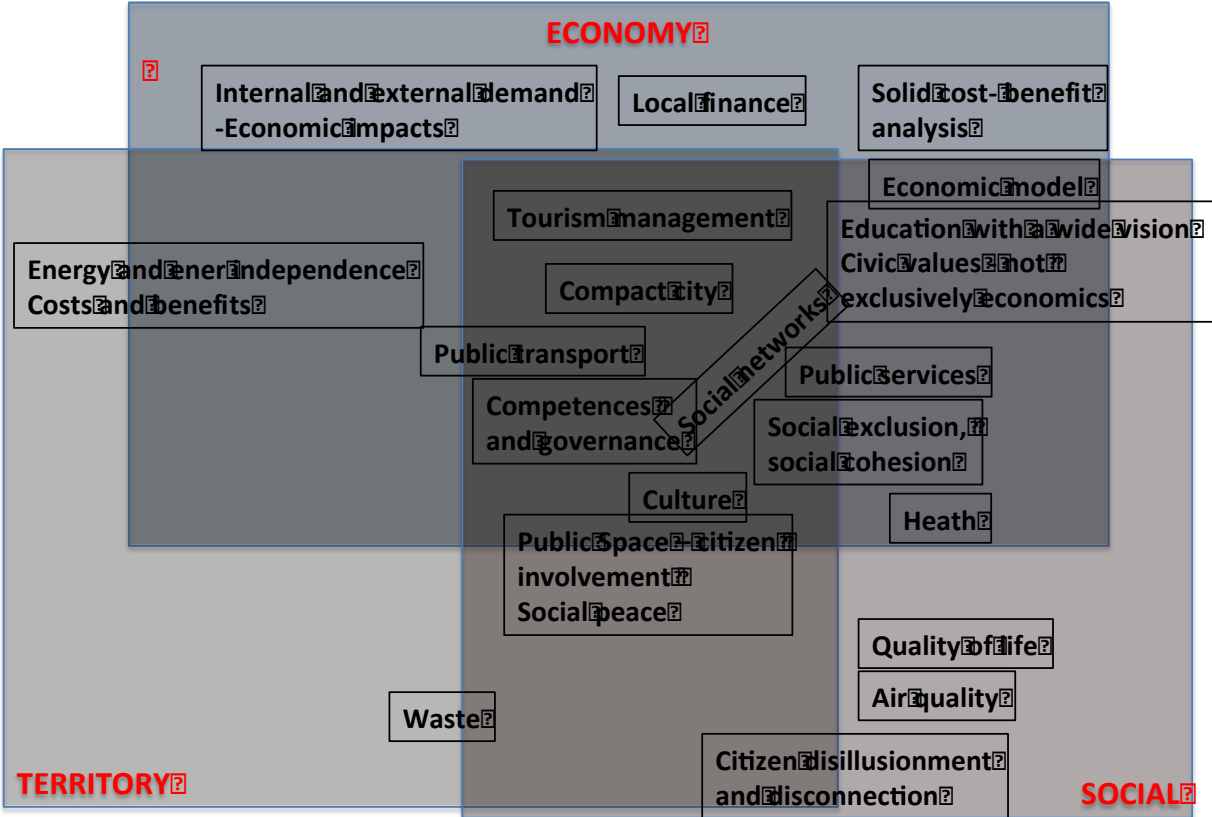 ECONOMY
Internal and external demand
-Economic impacts
Local finance
Solid cost- benefit
analysis
Economic model
Tourism management
Education with a wide vision
Civic values - not
exclusively economics
Energy and ener independence
Costs and benefits
Compact city
Social networks
Public transport
Public services
Competences
and governance
Social exclusion,
social cohesion
Culture
Heath
Public Space – citizen
involvement
Social peace
Quality of life
Air quality
Waste
Citizen disillusionment
and disconnection
TERRITORY
SOCIAL